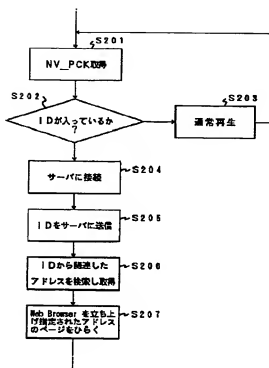 S201
NV_PCK取得
S202
IDが入っているか
?
S203
通常再生
サーバに接続
S204
IDをサーバに送信
S205
IDから関連した
アドレスを検索し取得
S206
Web Browser を立ち上
げ指定されたアドレス
のページをひらく
S207